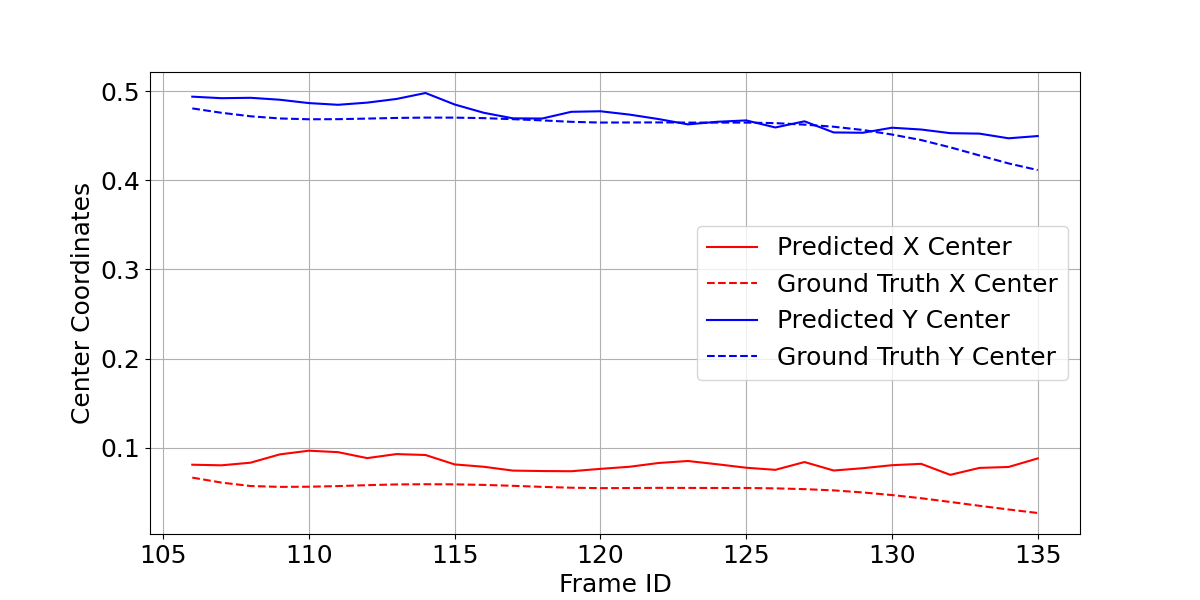 0.5
0.4
0.3
0.2
0.1
Center Coordinates
Predicted X Center
Ground Truth X Center
Predicted Y Center
Ground Truth Y Center
105 110 115 120 125 130 135
Frame ID